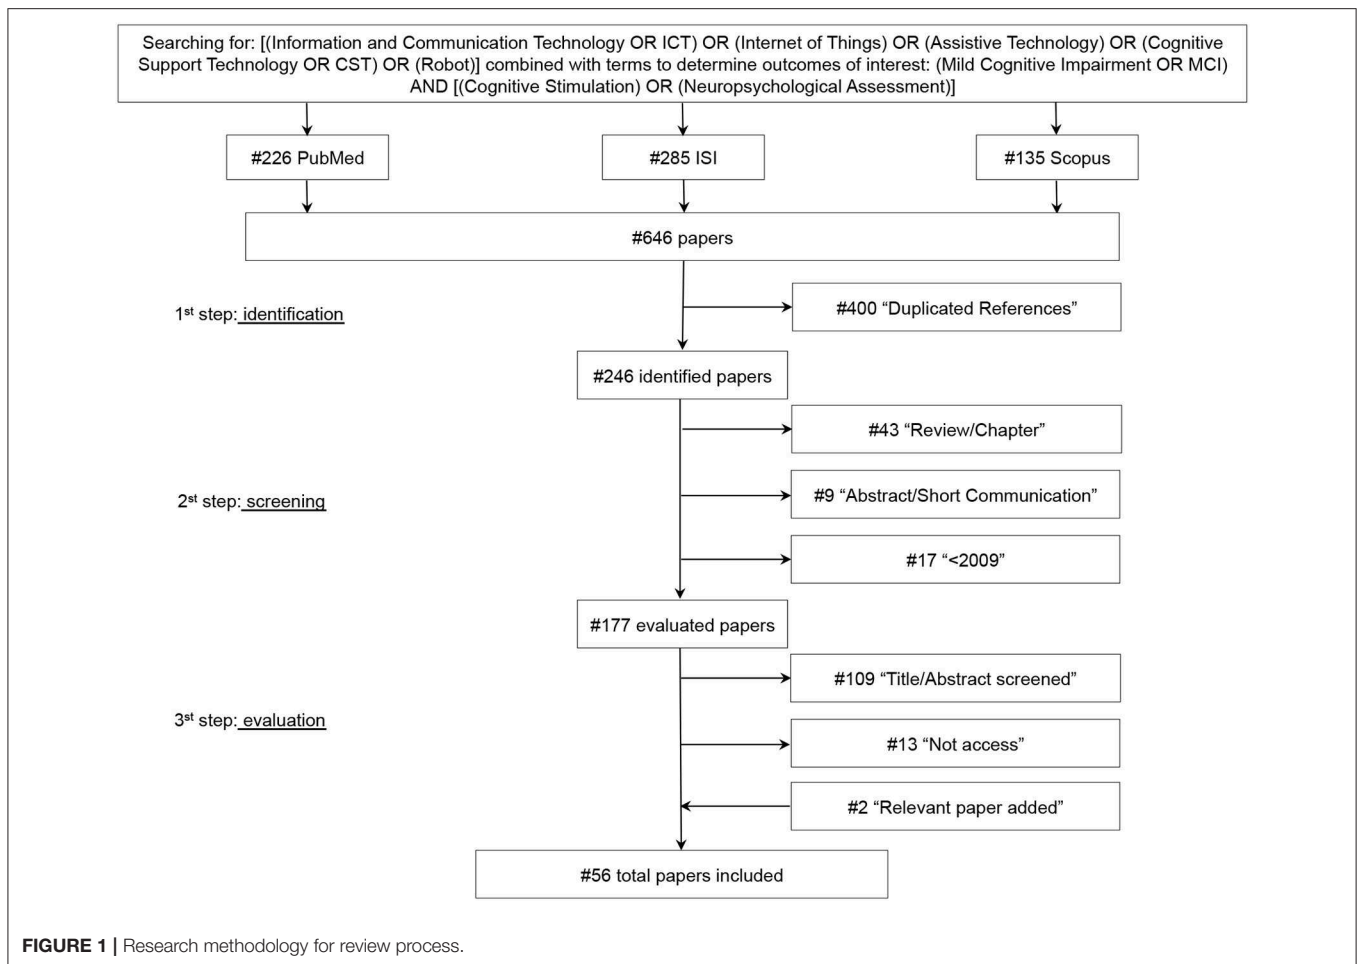 Searching for: [(Information and Communication Technology OR ICT) OR (Internet of Things) OR (Assistive Technology) OR (Cognitive
Support Technology OR CST) OR (Robot)] combined with terms to determine outcomes of interest: (Mild Cognitive Impairment OR MCI)
AND [(Cognitive Stimulation) OR (Neuropsychological Assessment)]
#226 PubMed
#285 ISI
#135 Scopus
#646 papers
1st step: identification
#400 “Duplicated References”
#246 identified papers
#43 “Review/Chapter”
2st step: screening
#9 “Abstract/Short Communication”
#17 “<2009”
#177 evaluated papers
#109 “Title/Abstract screened”
3st step: evaluation
#13 “Not access”
#2 “Relevant paper added”
#56 total papers included
FIGURE 1 | Research methodology for review process.